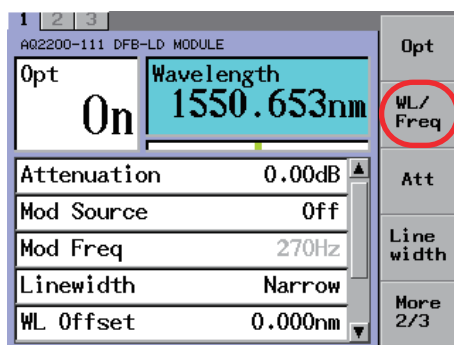 1 2 3
AQ2200-111 DFB-LD MODULE
Opt
On
Wavelength
1550.653nm
Attenuation 0.00dB
Mod Source Off
Mod Freq 270Hz
Linewidth Narrow
WL Offset 0.000nm
Opt
WL/
Freq
Att
Line
width
More
2/3